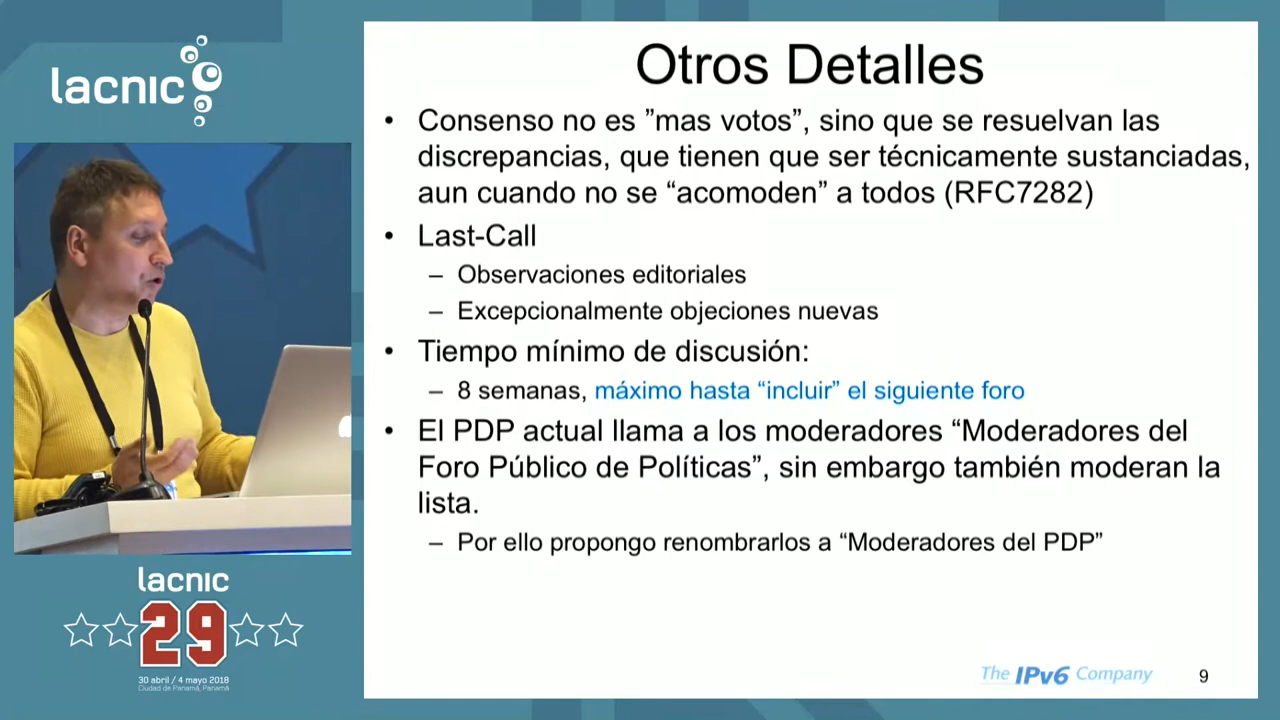 lacnic
Otros Detalles
• Consenso no es ”mas votos”, sino que se resuelvan las
discrepancias, que tienen que ser técnicamente sustanciadas,
aun cuando no se “acomoden” a todos (RFC7282)
• Last-Call
– Observaciones editoriales
– Excepcionalmente objeciones nuevas
• Tiempo mínimo de discusión:
– 8 semanas, máximo hasta “incluir” el siguiente foro
• El PDP actual llama a los moderadores “Moderadores del
Foro Público de Políticas”, sin embargo también moderan la
lista.
– Por ello propongo renombrarlos a “Moderadores del PDP”
lacnic
29
30 abril / 4 mayo 2018
Ciudad de Panamá, Panamá
The IPv6 Company
9